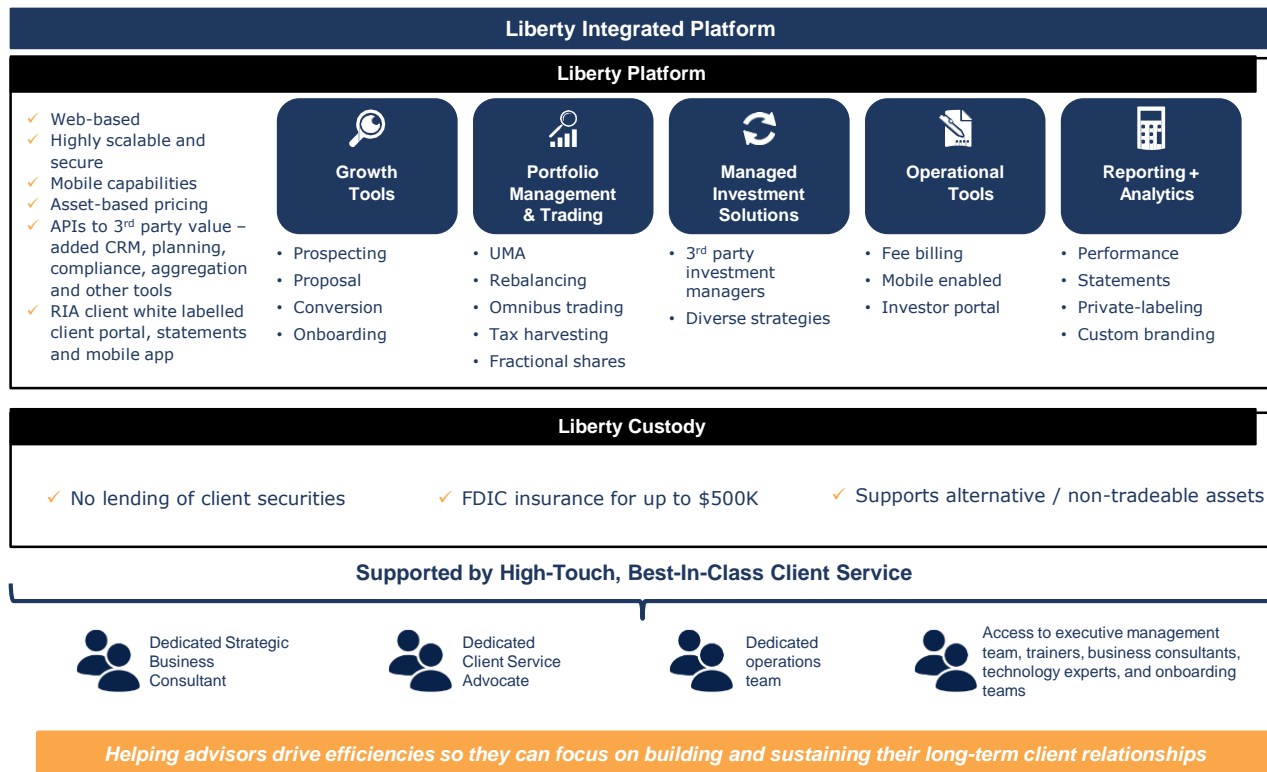 Liberty Integrated Platform
Liberty Platform
✓ Web-based
✓ Highly scalable and
secure
✓ Mobile capabilities
✓ Asset-based pricing
✓ APIs to 3rd party value –
added CRM, planning,
compliance, aggregation
and other tools
✓ RIA client white labelled
client portal, statements
and mobile app
Growth
Tools
• Prospecting
• Proposal
• Conversion
• Onboarding
Portfolio
Management
& Trading
• UMA
• Rebalancing
• Omnibus trading
• Tax harvesting
• Fractional shares
Managed
Investment
Solutions
• 3rd party
investment
managers
• Diverse strategies
Operational
Tools
• Fee billing
• Mobile enabled
• Investor portal
Reporting +
Analytics
• Performance
• Statements
• Private-labeling
• Custom branding
Liberty Custody
✓ No lending of client securities
✓ FDIC insurance for up to $500K
✓ Supports alternative / non-tradeable assets
Supported by High-Touch, Best-In-Class Client Service
Dedicated Strategic
Business
Consultant
Dedicated
Client Service
Advocate
Dedicated
operations
team
Access to executive management
team, trainers, business consultants,
technology experts, and onboarding
teams
Helping advisors drive efficiencies so they can focus on building and sustaining their long-term client relationships